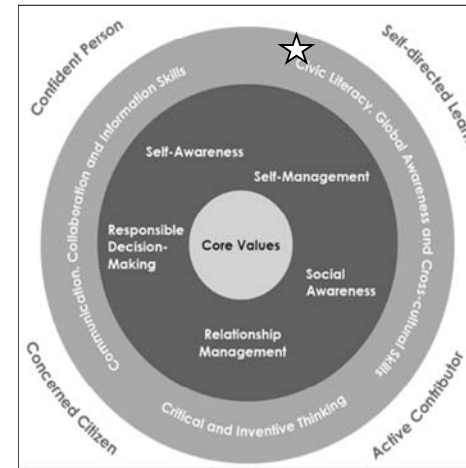 Confident Person
Self-directed
Communication, Collaboration and Information Skills
Civic Literacy, Global Awareness and Cross-cultural Skills
Self-Awareness
Self-Management
Responsible
Decision-
Making
Core Values
Social
Awareness
Relationship
Management
Critical and Inventive Thinking
Concerned Citizen
Active Contributor